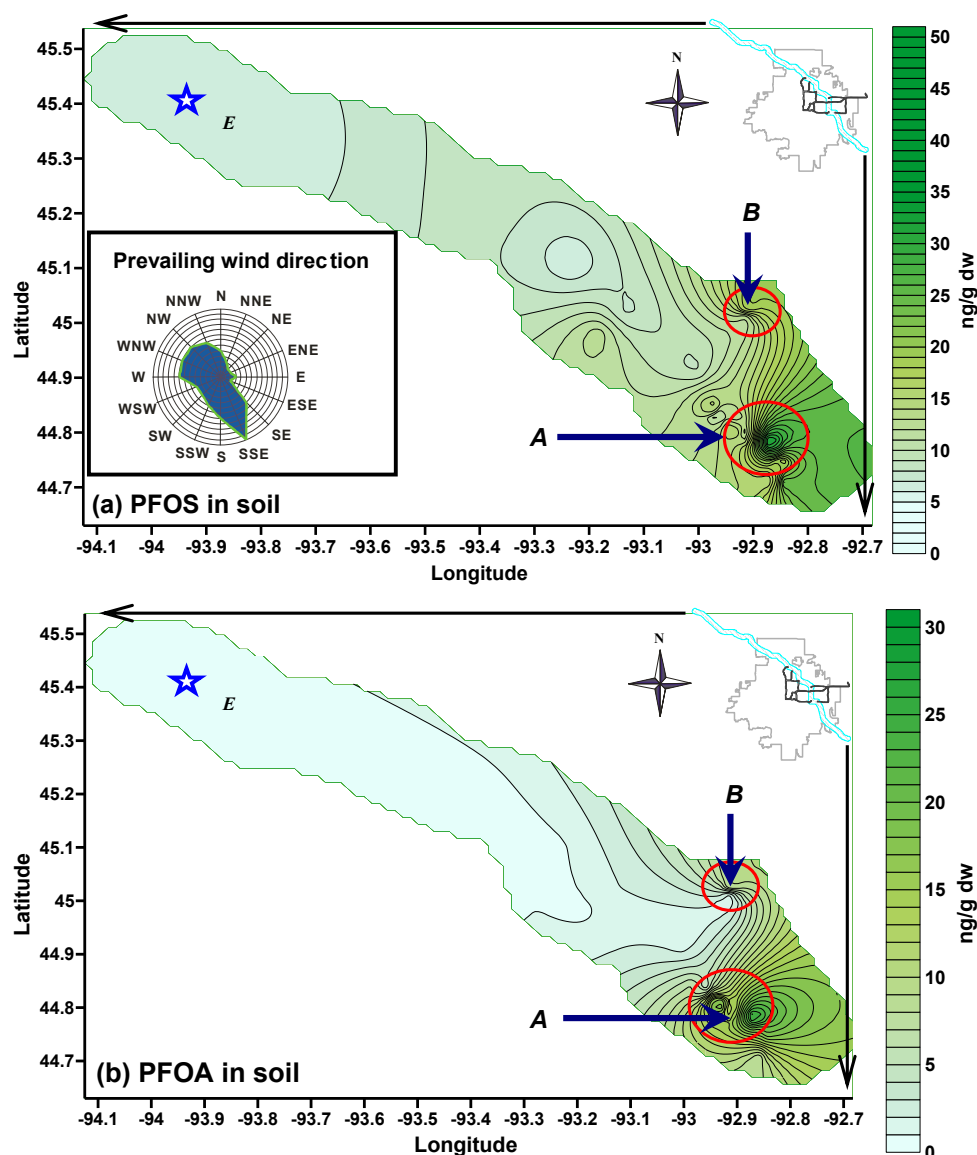 45.5
45.4
45.3
45.2
45.1
45
44.9
44.8
44.7
Latitude
E
N
B
A
Prevailing wind direction
N
NNE
NE
ENE
E
ESE
SE
SSE
S
SSW
SW
WSW
W
WNW
NW
NNW
(a) PFOS in soil
-94.1 -94 -93.9 -93.8 -93.7 -93.6 -93.5 -93.4 -93.3 -93.2 -93.1 -93 -92.9 -92.8 -92.7
Longitude
50
45
40
35
30
25
20
15
10
5
0
ng/g dw
45.5
45.4
45.3
45.2
45.1
45
44.9
44.8
44.7
Latitude
E
N
B
A
(b) PFOA in soil
-94.1 -94 -93.9 -93.8 -93.7 -93.6 -93.5 -93.4 -93.3 -93.2 -93.1 -93 -92.9 -92.8 -92.7
Longitude
30
25
20
15
10
5
0
ng/g dw